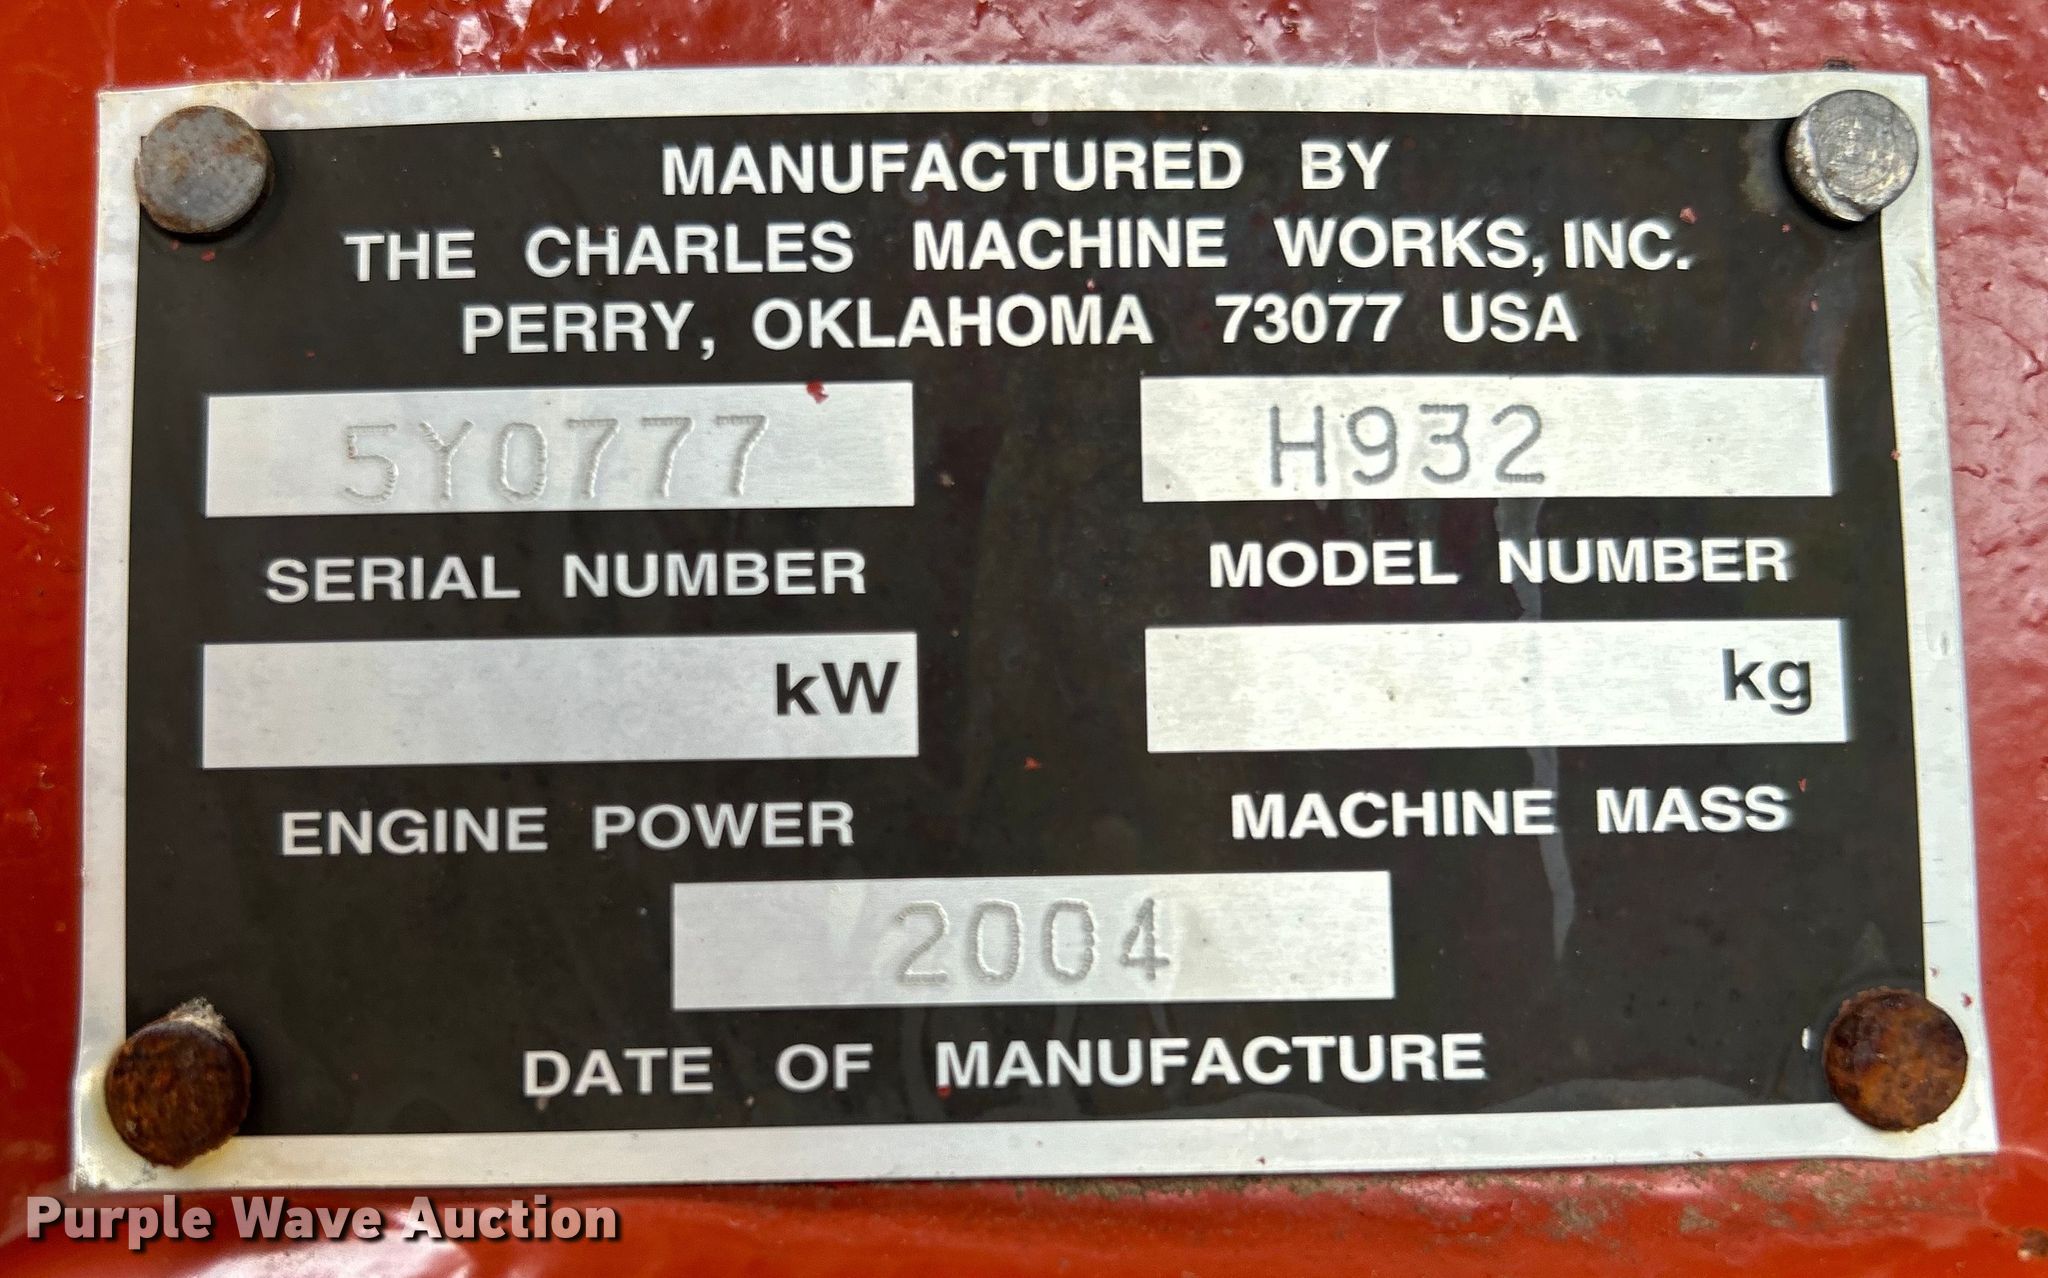 MANUFACTURED BY
THE CHARLES MACHINE WORKS, INC.
PERRY, OKLAHOMA 73077 USA
5Y0777 H932
SERIAL NUMBER MODEL NUMBER
kW kg
ENGINE POWER MACHINE MASS
2004
DATE OF MANUFACTURE
Purple Wave Auction